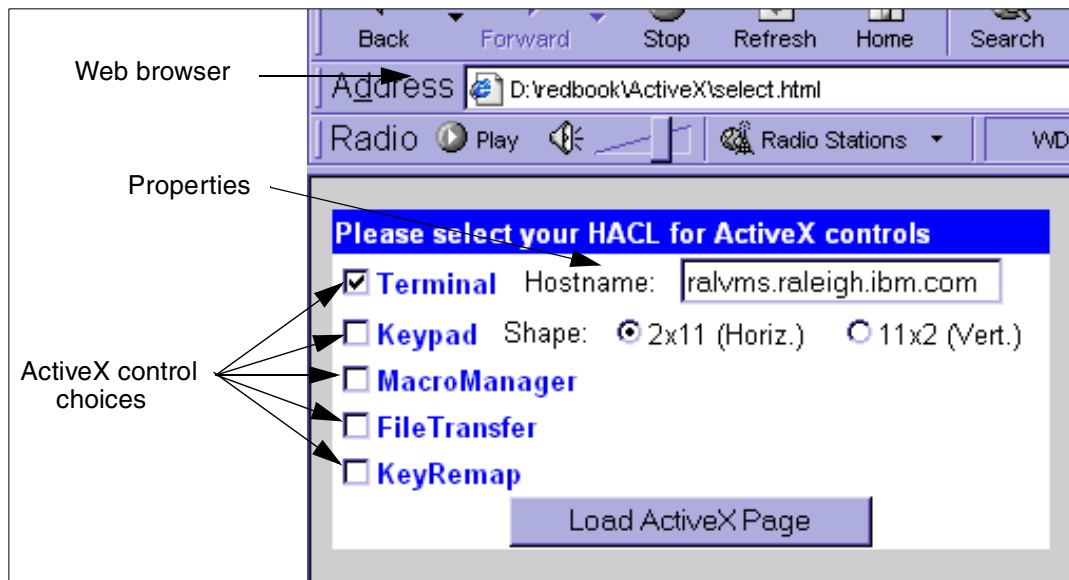 Back Forward Stop Refresh Home Search
Web browser
Address D:\redbook\ActiveX\select.html
Radio Play Radio Stations WD
Properties
Please select your HACL for ActiveX controls
Terminal Hostname: ralvms.raleigh.ibm.com
Keypad Shape: 2x11 (Horiz.) 11x2 (Vert.)
ActiveX control
choices
MacroManager
FileTransfer
KeyRemap
Load ActiveX Page